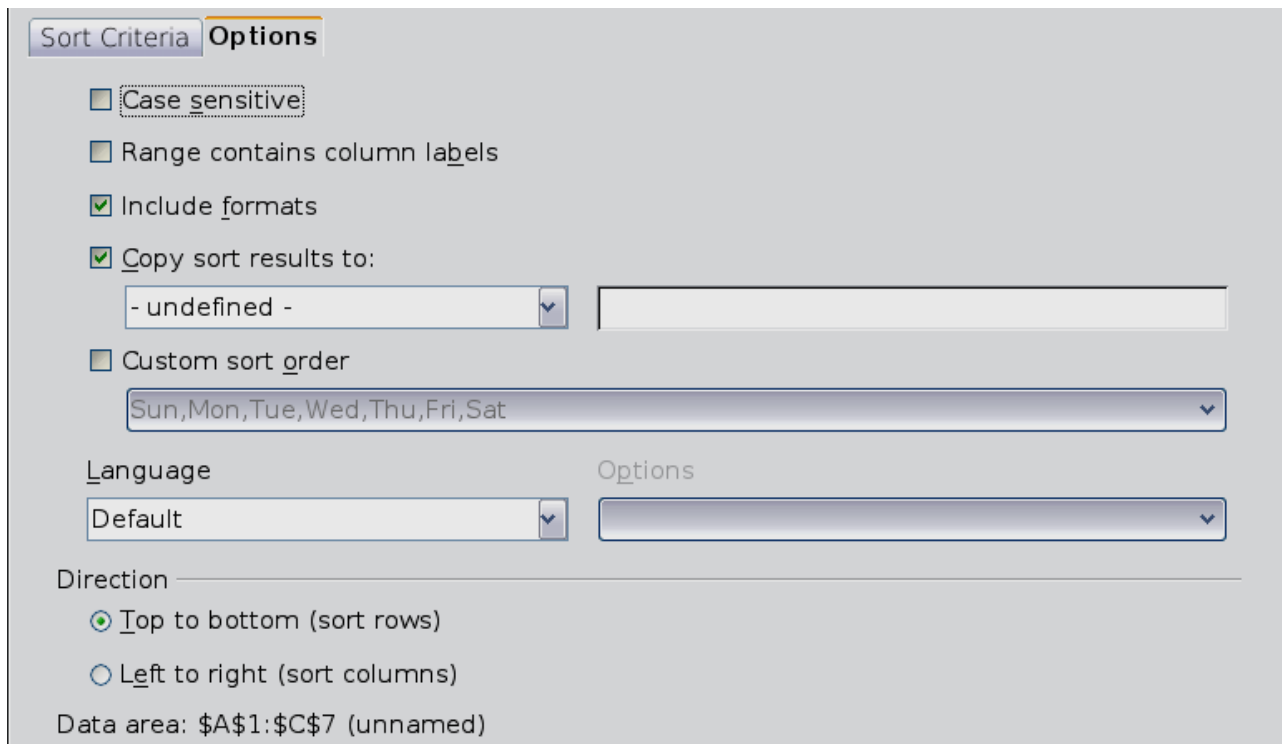 Sort Criteria Options
Case sensitive
Range contains column labels
Include formats
Copy sort results to:
- undefined -
Custom sort order
Sun,Mon,Tue,Wed,Thu,Fri,Sat
Language Options
Default
Direction
Top to bottom (sort rows)
Left to right (sort columns)
Data area: $A$1:$C$7 (unnamed)